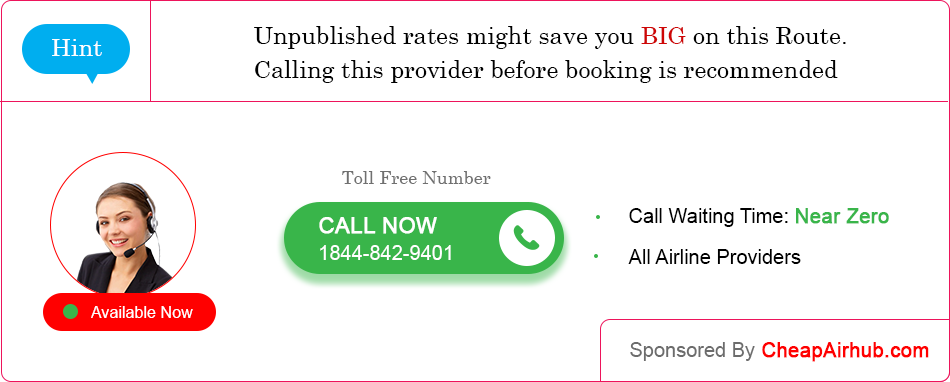 Hint
Unpublished rates might save you BIG on this Route.
Calling this provider before booking is recommended
Toll Free Number
CALL NOW
1844-842-9401
Available Now
Call Waiting Time: Near Zero
All Airline Providers
Sponsored By CheapAirhub.com